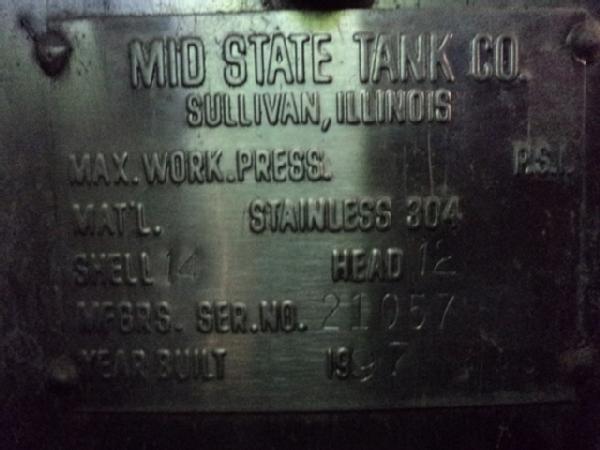 MID STATE TANK CO.
SULLIVAN, ILLINOIS
MAX. WORK. PRESS. P.S.I.
MAT'L. STAINLESS 304
SHELL 14 HEAD 12
MFGRS. SER. NO. 21057
YEAR BUILT 1997